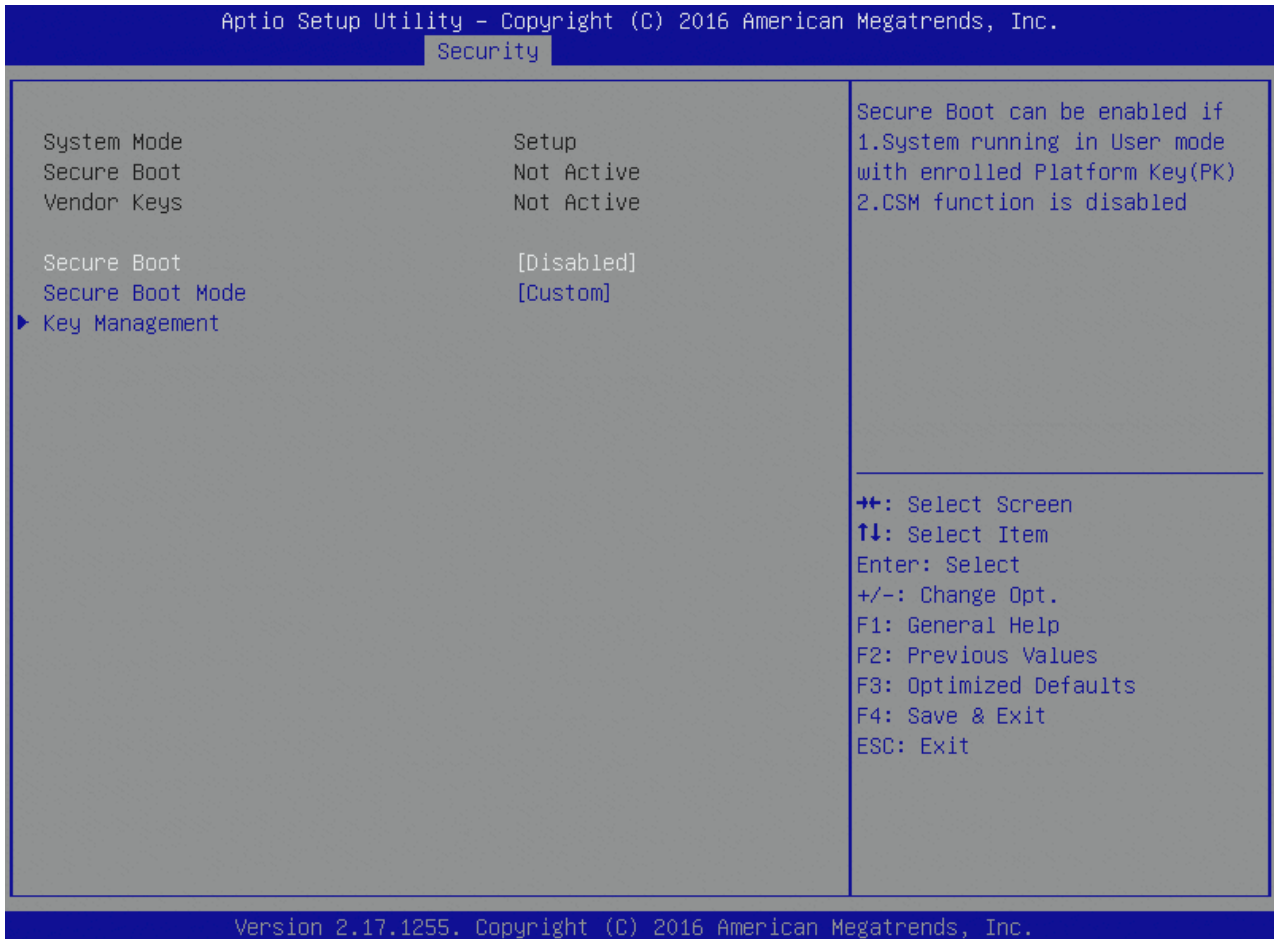 Aptio Setup Utility – Copyright (C) 2016 American Megatrends, Inc.
Security
System Mode Setup
Secure Boot Not Active
Vendor Keys Not Active
Secure Boot [Disabled]
Secure Boot Mode [Custom]
▶ Key Management
Secure Boot can be enabled if
1.System running in User mode
with enrolled Platform Key(PK)
2.CSM function is disabled
→←: Select Screen
↑↓: Select Item
Enter: Select
+/-: Change Opt.
F1: General Help
F2: Previous Values
F3: Optimized Defaults
F4: Save & Exit
ESC: Exit
Version 2.17.1255. Copyright (C) 2016 American Megatrends, Inc.